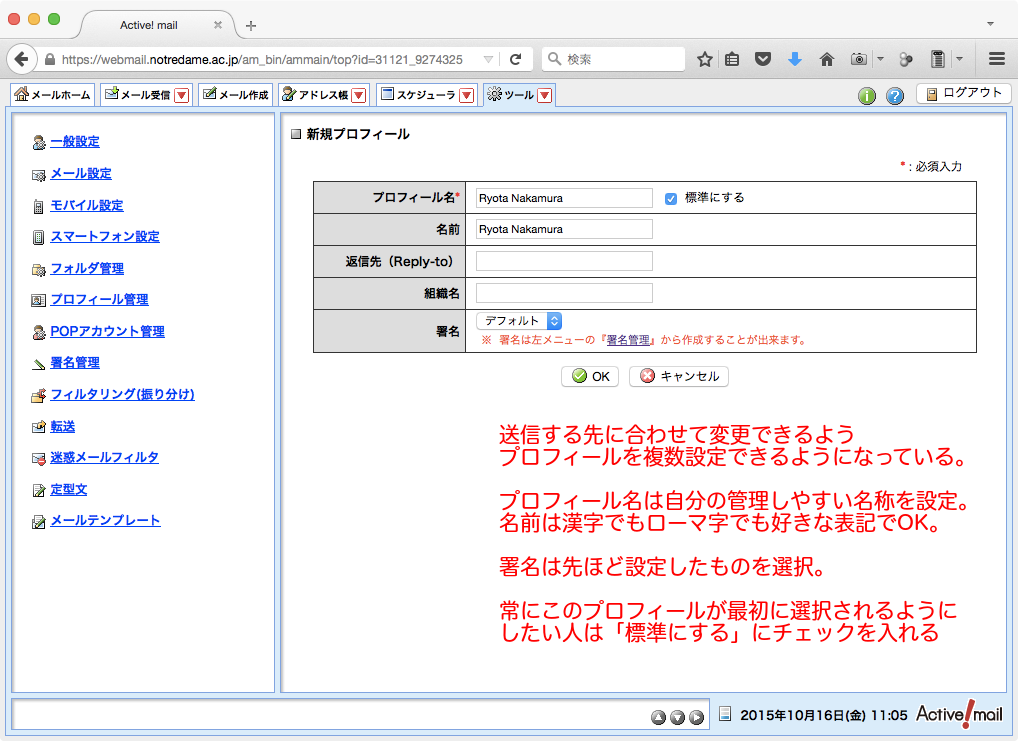 Active! mail
https://webmail.notredame.ac.jp/am_bin/ammain/top?id=31121_9274325
検索
メールホーム
メール受信
メール作成
アドレス帳
スケジューラ
ツール
ログアウト
一般設定
メール設定
モバイル設定
スマートフォン設定
フォルダ管理
プロフィール管理
POPアカウント管理
署名管理
フィルタリング(振り分け)
転送
迷惑メールフィルタ
定型文
メールテンプレート
新規プロフィール
*：必須入力
プロフィール名* Ryota Nakamura 標準にする
名前 Ryota Nakamura
返信先（Reply-to）
組織名
署名 デフォルト
※ 署名は左メニューの『署名管理』から作成することが出来ます。
OK キャンセル
送信する先に合わせて変更できるよう
プロフィールを複数設定できるようになっている。
プロフィール名は自分の管理しやすい名称を設定。
名前は漢字でもローマ字でも好きな表記でOK。
署名は先ほど設定したものを選択。
常にこのプロフィールが最初に選択されるように
したい人は「標準にする」にチェックを入れる
2015年10月16日(金) 11:05
Active!mail